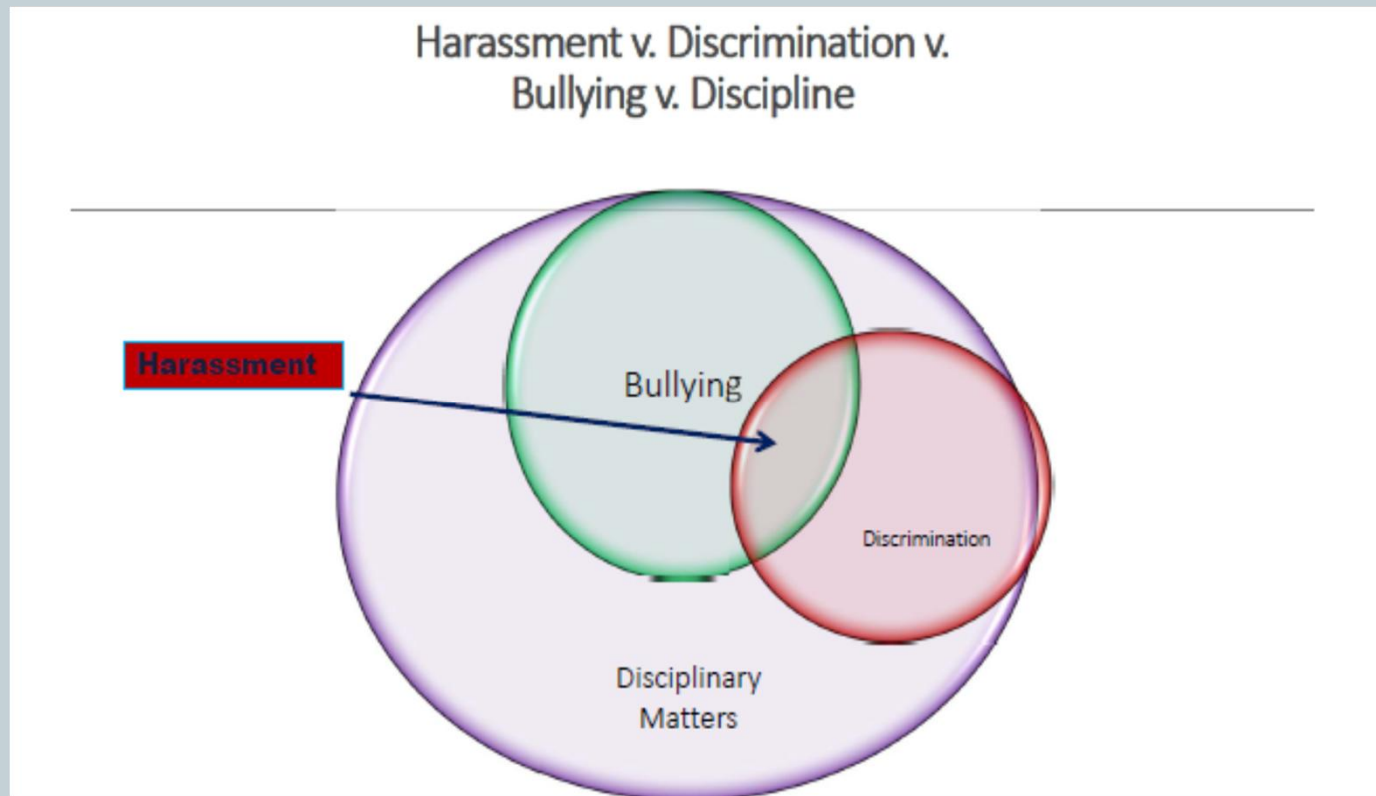 Harassment v. Discrimination v.
Bullying v. Discipline
Harassment
Bullying
Discrimination
Disciplinary
Matters